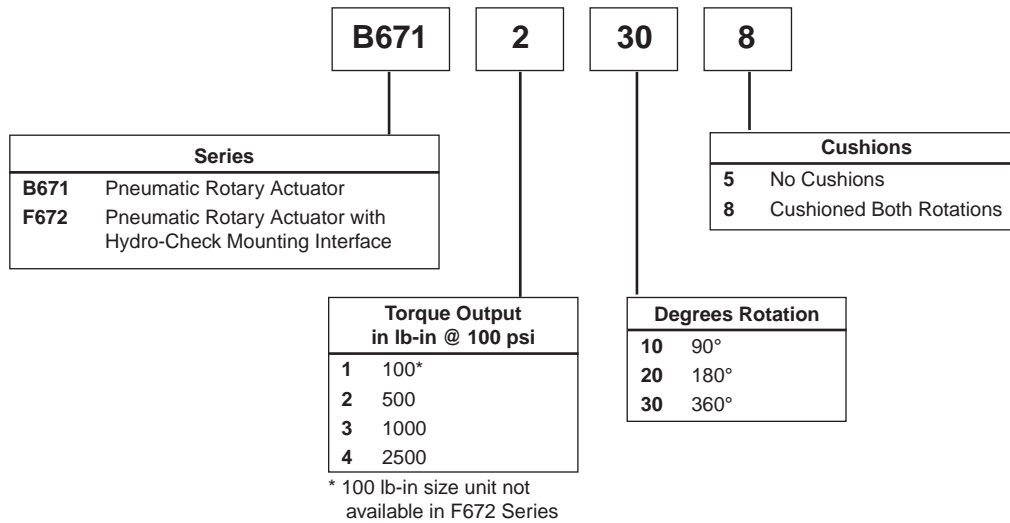 B671 2 30 8
Series
B671 Pneumatic Rotary Actuator
F672 Pneumatic Rotary Actuator with
Hydro-Check Mounting Interface
Cushions
5 No Cushions
8 Cushioned Both Rotations
Torque Output
in lb-in @ 100 psi
1 100*
2 500
3 1000
4 2500
* 100 lb-in size unit not
available in F672 Series
Degrees Rotation
10 90°
20 180°
30 360°